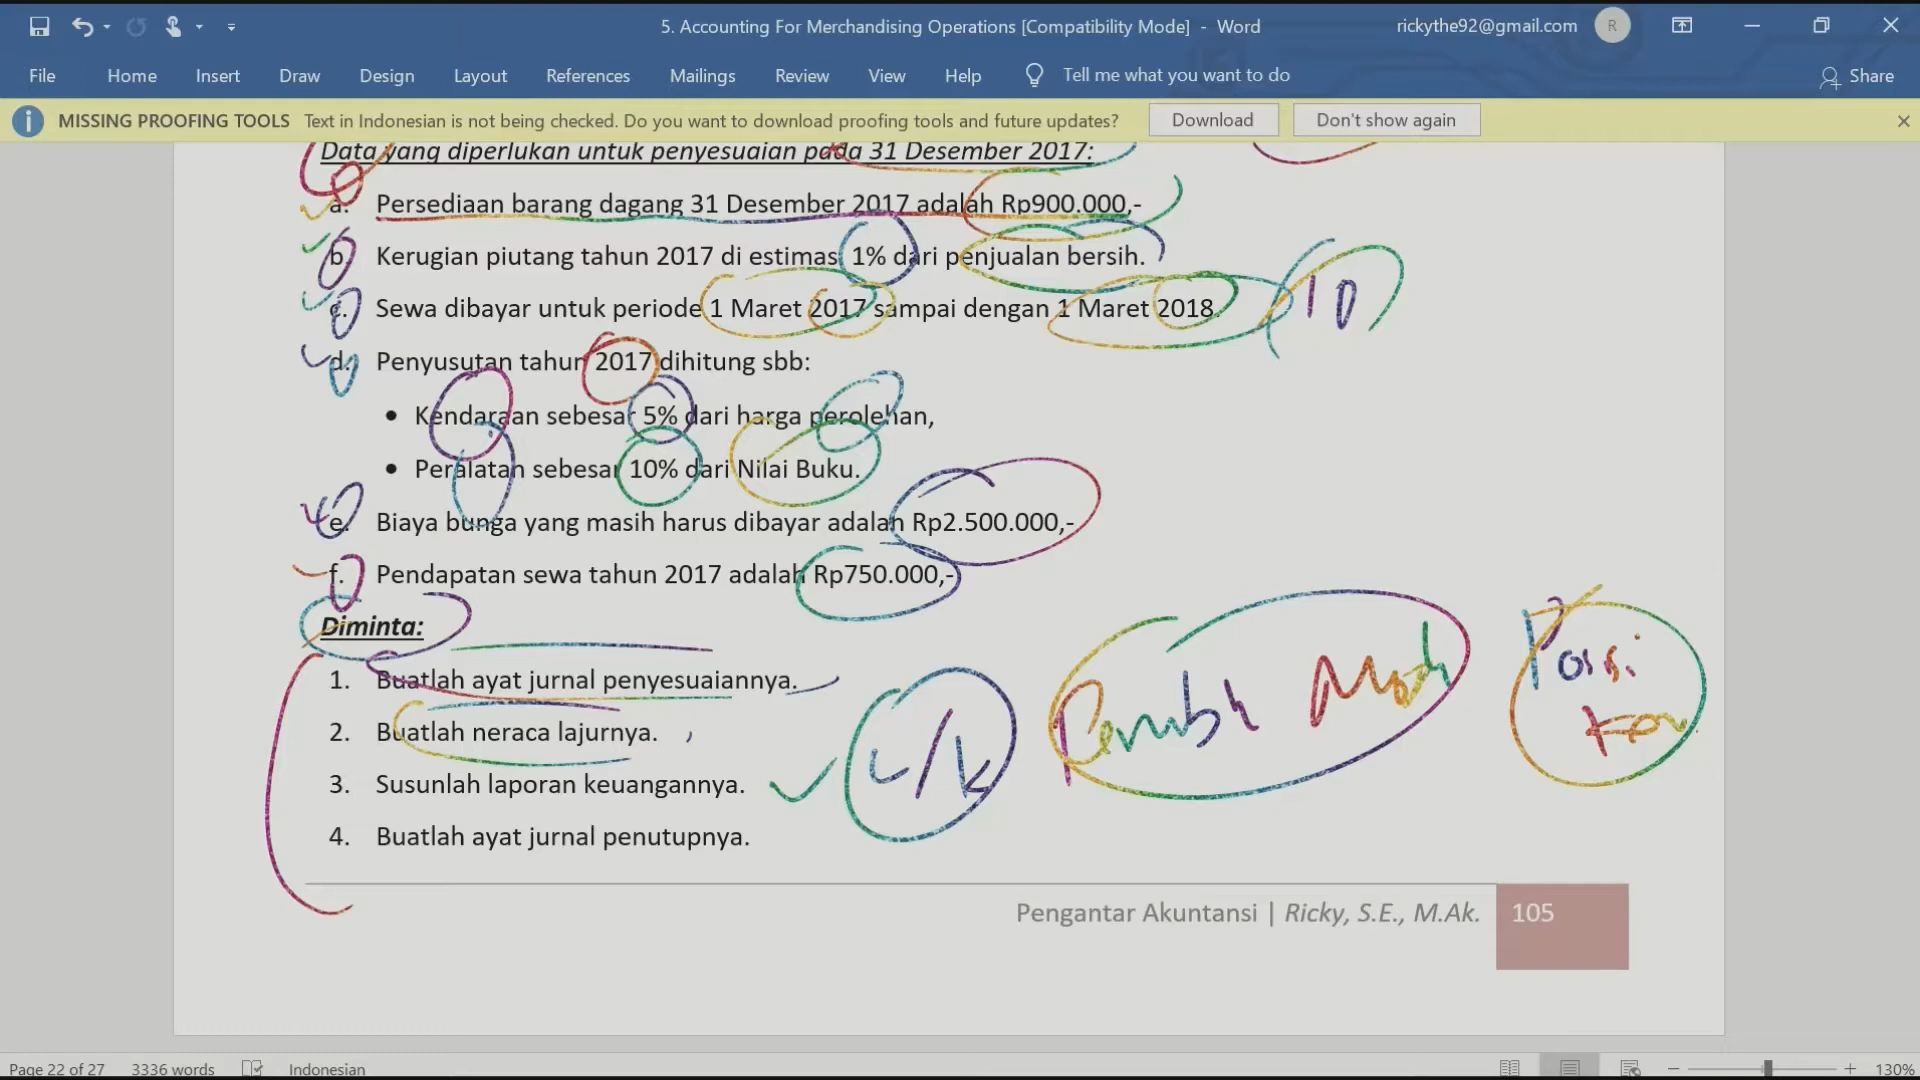 5. Accounting For Merchandising Operations [Compatibility Mode] - Word
rickythe92@gmail.com
R
File Home Insert Draw Design Layout References Mailings Review View Help Tell me what you want to do Share
MISSING PROOFING TOOLS Text in Indonesian is not being checked. Do you want to download proofing tools and future updates? Download Don't show again
Data yang diperlukan untuk penyesuaian pada 31 Desember 2017:
a. Persediaan barang dagang 31 Desember 2017 adalah Rp900.000,-
b. Kerugian piutang tahun 2017 di estimas 1% dari penjualan bersih.
c. Sewa dibayar untuk periode 1 Maret 2017 sampai dengan 1 Maret 2018.
10
d. Penyusutan tahun 2017 dihitung sbb:
• Kendaraan sebesar 5% dari harga perolehan,
• Peralatan sebesar 10% dari Nilai Buku.
e. Biaya bunga yang masih harus dibayar adalah Rp2.500.000,-
f. Pendapatan sewa tahun 2017 adalah Rp750.000,-
Diminta:
1. Buatlah ayat jurnal penyesuaiannya.
2. Buatlah neraca lajurnya.
3. Susunlah laporan keuangannya.
L/k
Posisi
4. Buatlah ayat jurnal penutupnya.
Pengantar Akuntansi | Ricky, S.E., M.Ak. 105
Page 22 of 27 3336 words Indonesian 130%